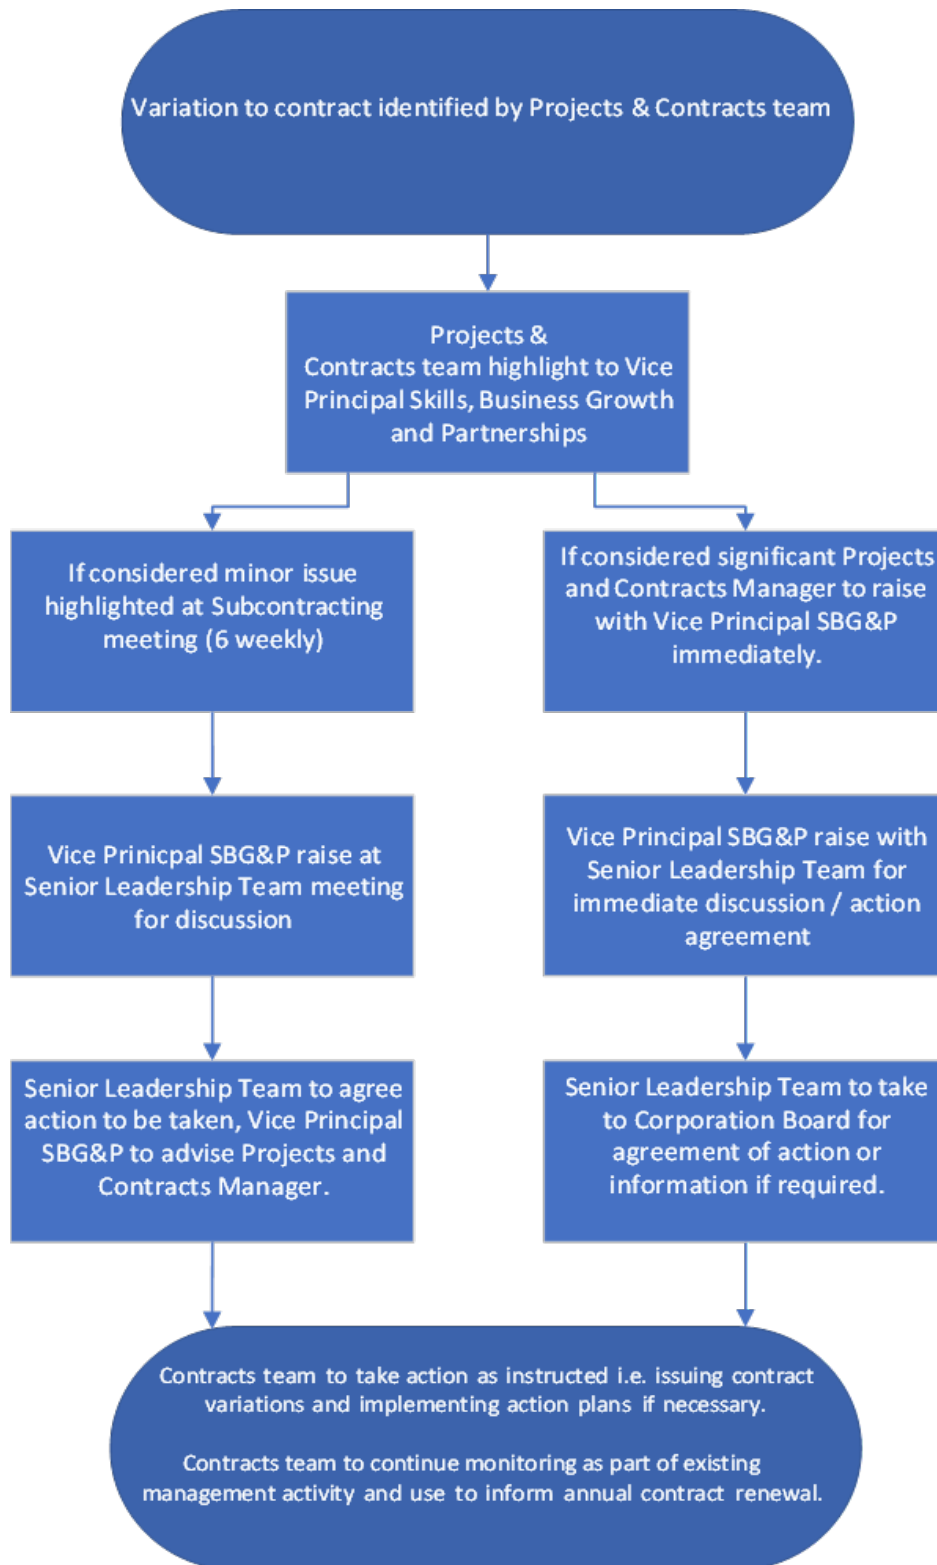 Variation to contract identified by Projects & Contracts team
Projects &
Contracts team highlight to Vice
Principal Skills, Business Growth
and Partnerships
If considered minor issue
highlighted at Subcontracting
meeting (6 weekly)
If considered significant Projects
and Contracts Manager to raise
with Vice Principal SBG&P
immediately.
Vice Prinicpal SBG&P raise at
Senior Leadership Team meeting
for discussion
Vice Principal SBG&P raise with
Senior Leadership Team for
immediate discussion / action
agreement
Senior Leadership Team to agree
action to be taken, Vice Principal
SBG&P to advise Projects and
Contracts Manager.
Senior Leadership Team to take
to Corporation Board for
agreement of action or
information if required.
Contracts team to take action as instructed i.e. issuing contract
variations and implementing action plans if necessary.
Contracts team to continue monitoring as part of existing
management activity and use to inform annual contract renewal.